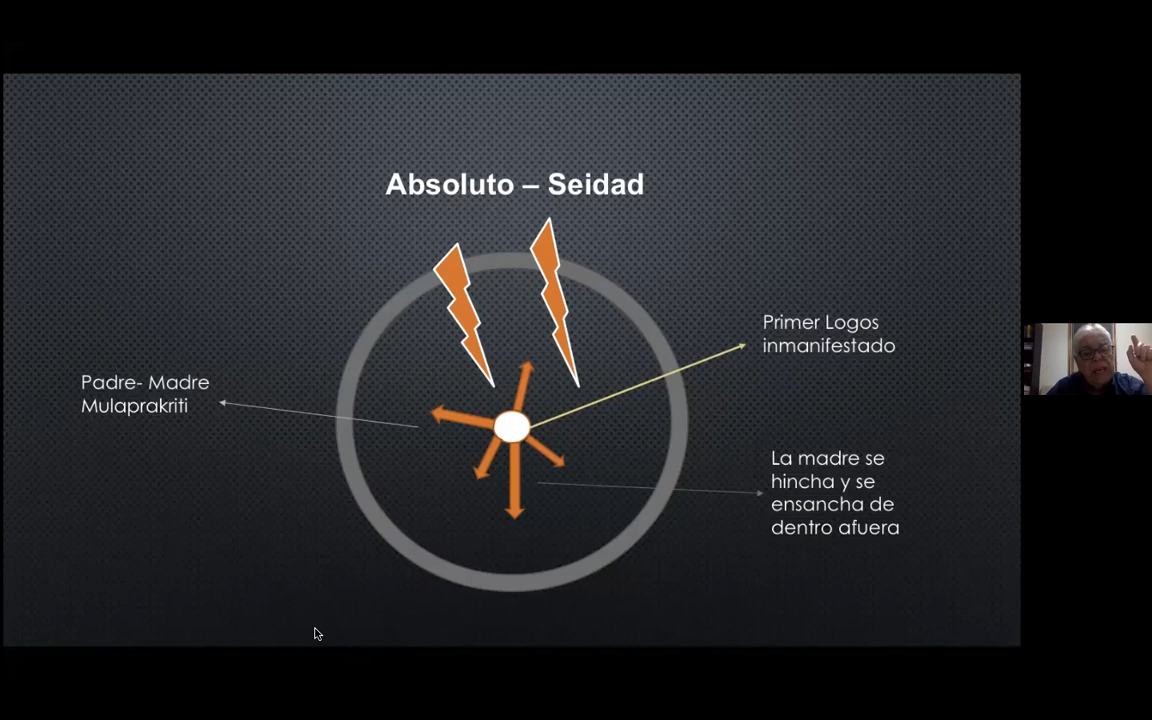 Absoluto – Seidad
Primer Logos
inmanifestado
Padre- Madre
Mulaprakriti
La madre se
hincha y se
ensancha de
dentro afuera